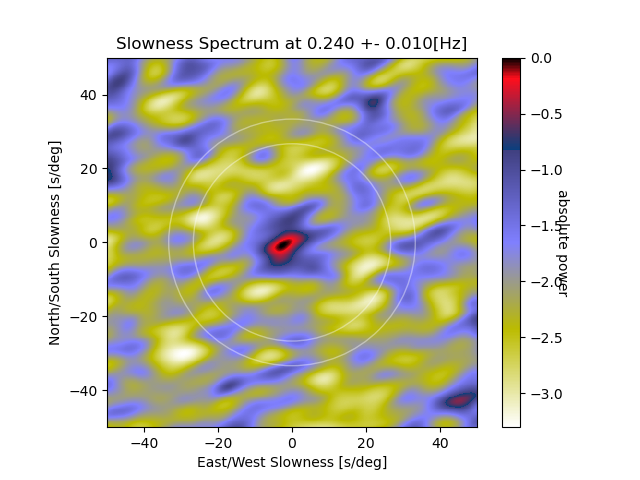 Slowness Spectrum at 0.240 +- 0.010[Hz]
North/South Slowness [s/deg]
40
20
0
−20
−40
−40 −20 0 20 40
East/West Slowness [s/deg]
0.0
−0.5
−1.0
−1.5
−2.0
−2.5
−3.0
absolute power